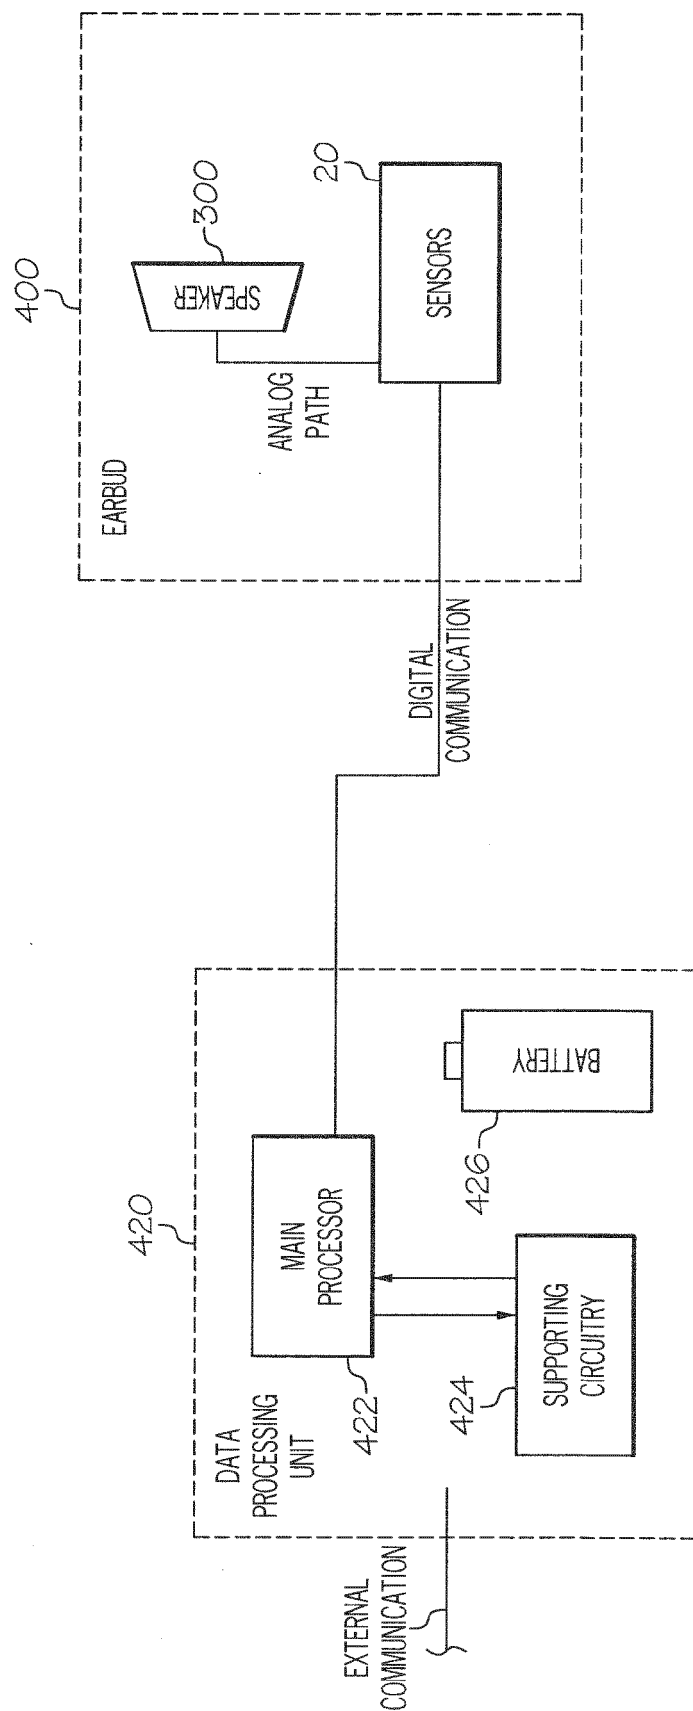 400
EARBUD
300
SPEAKER
ANALOG
PATH
20
SENSORS
DIGITAL
COMMUNICATION
420
DATA
PROCESSING
UNIT
MAIN
PROCESSOR
422
424
SUPPORTING
CIRCUITRY
426
BATTERY
EXTERNAL
COMMUNICATION